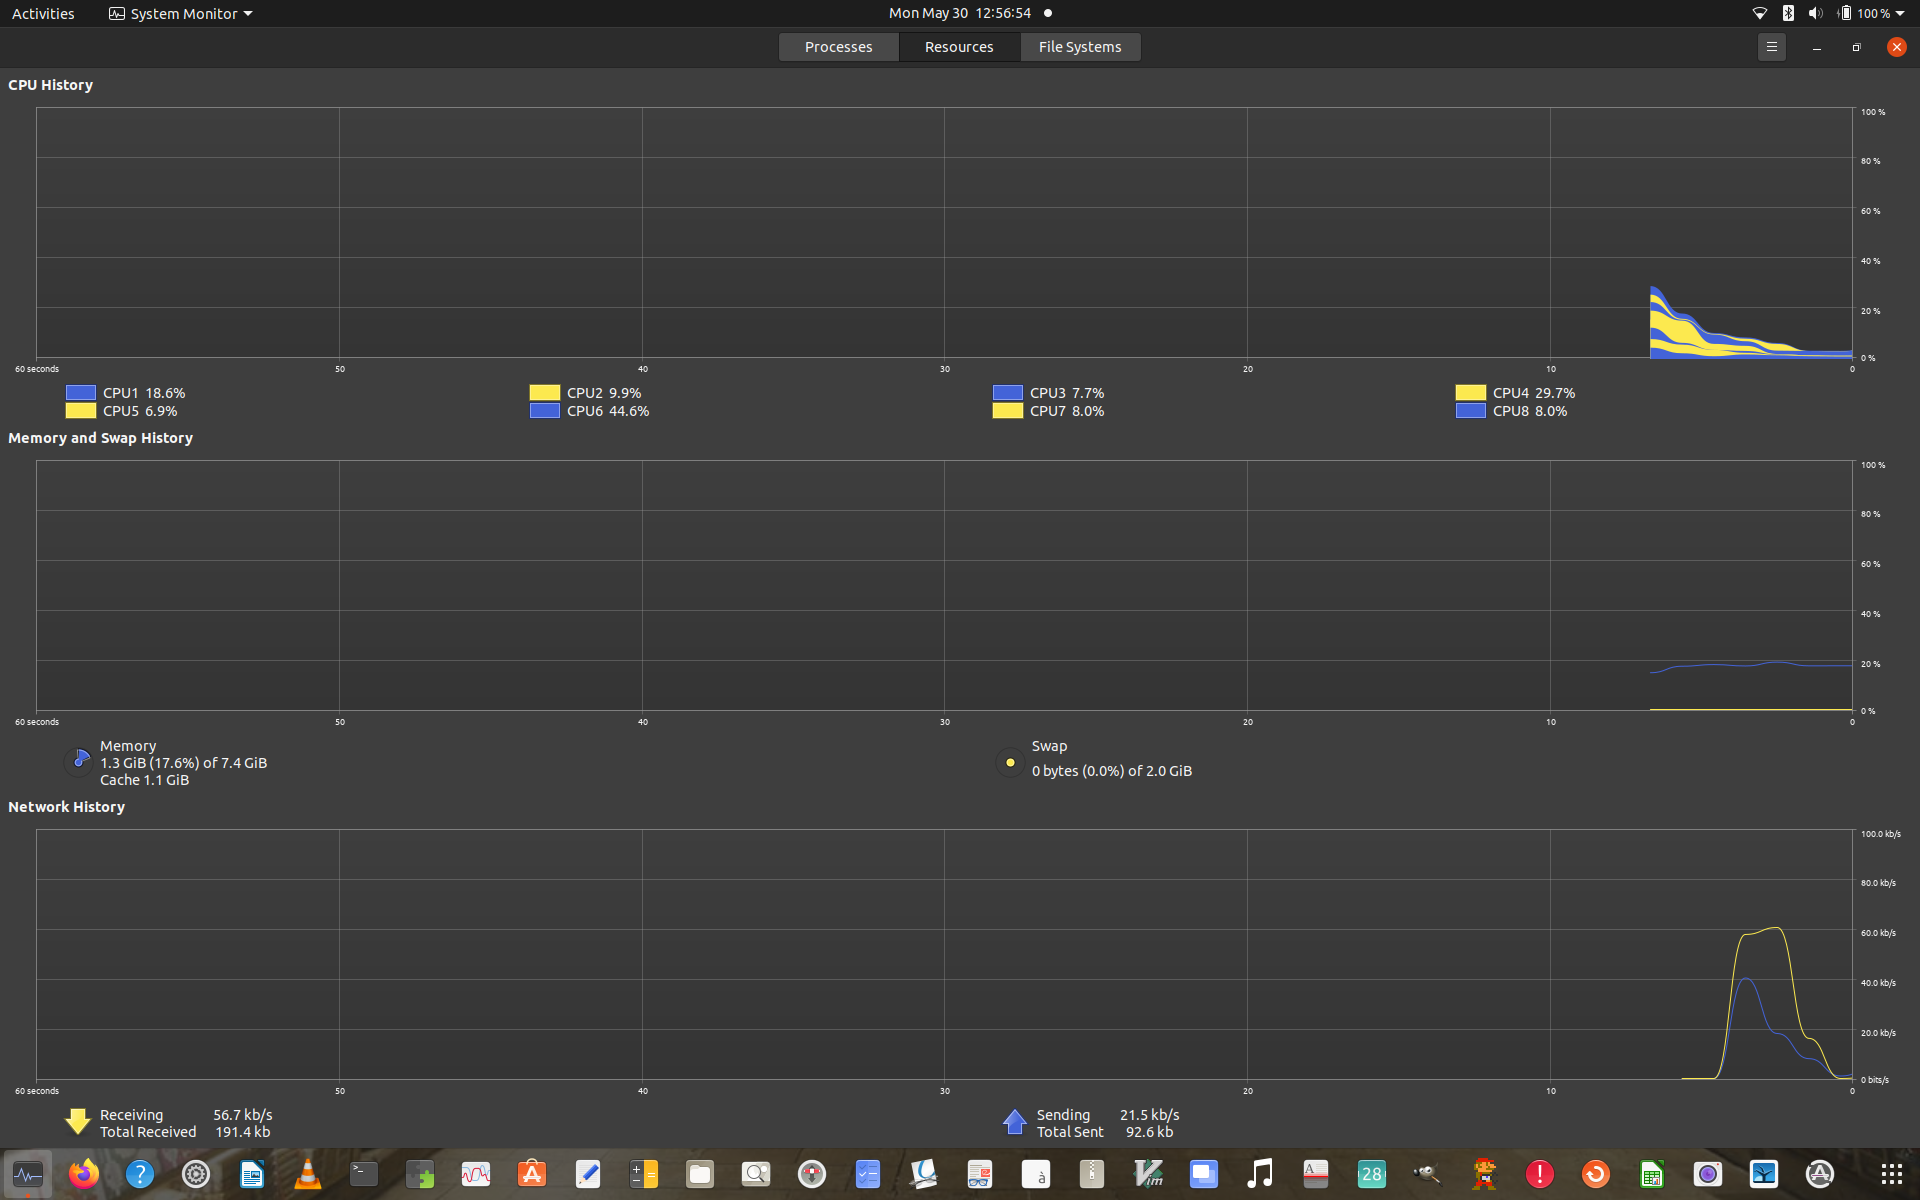 Activities System Monitor Mon May 30 12:56:54 100 %
Processes Resources File Systems
CPU History
100 %
80 %
60 %
40 %
20 %
0 %
60 seconds 50 40 30 20 10 0
CPU1 18.6% CPU2 9.9% CPU3 7.7% CPU4 29.7%
CPU5 6.9% CPU6 44.6% CPU7 8.0% CPU8 8.0%
Memory and Swap History
100 %
80 %
60 %
40 %
20 %
0 %
60 seconds 50 40 30 20 10 0
Memory
1.3 GiB (17.6%) of 7.4 GiB
Cache 1.1 GiB
Swap
0 bytes (0.0%) of 2.0 GiB
Network History
100.0 kb/s
80.0 kb/s
60.0 kb/s
40.0 kb/s
20.0 kb/s
0 bits/s
60 seconds 50 40 30 20 10 0
Receiving 56.7 kb/s
Total Received 191.4 kb
Sending 21.5 kb/s
Total Sent 92.6 kb
? >_ à Vim A 28 !